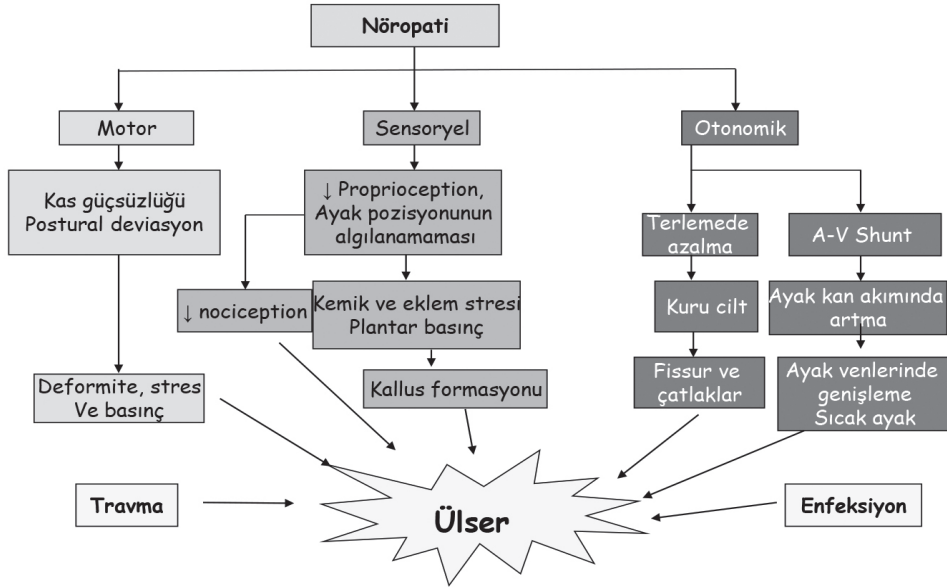 Nöropati
Motor
Sensoryel
Otonomik
Kas güçsüzlüğü
Postural deviasyon
↓ Proprioception,
Ayak pozisyonunun
algılanamaması
Terlemede
azalma
A-V Shunt
↓ nociception
Kemik ve eklem stresi
Plantar basınç
Kuru cilt
Ayak kan akımında
artma
Deformite, stres
Ve basınç
Kallus formasyonu
Fissur ve
çatlaklar
Ayak venlerinde
genişleme
Sıcak ayak
Travma
Ülser
Enfeksiyon